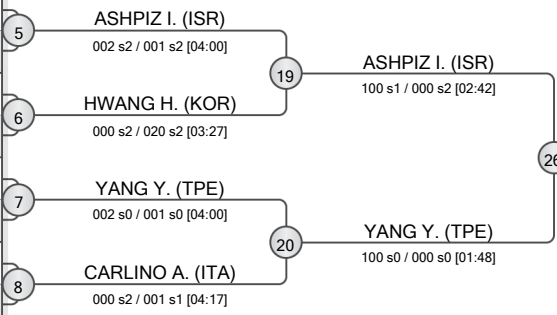 5
ASHPIZ I. (ISR)
002 s2 / 001 s2 [04:00]
19
ASHPIZ I. (ISR)
100 s1 / 000 s2 [02:42]
6
HWANG H. (KOR)
000 s2 / 020 s2 [03:27]
26
7
YANG Y. (TPE)
002 s0 / 001 s0 [04:00]
20
YANG Y. (TPE)
100 s0 / 000 s0 [01:48]
8
CARLINO A. (ITA)
000 s2 / 001 s1 [04:17]